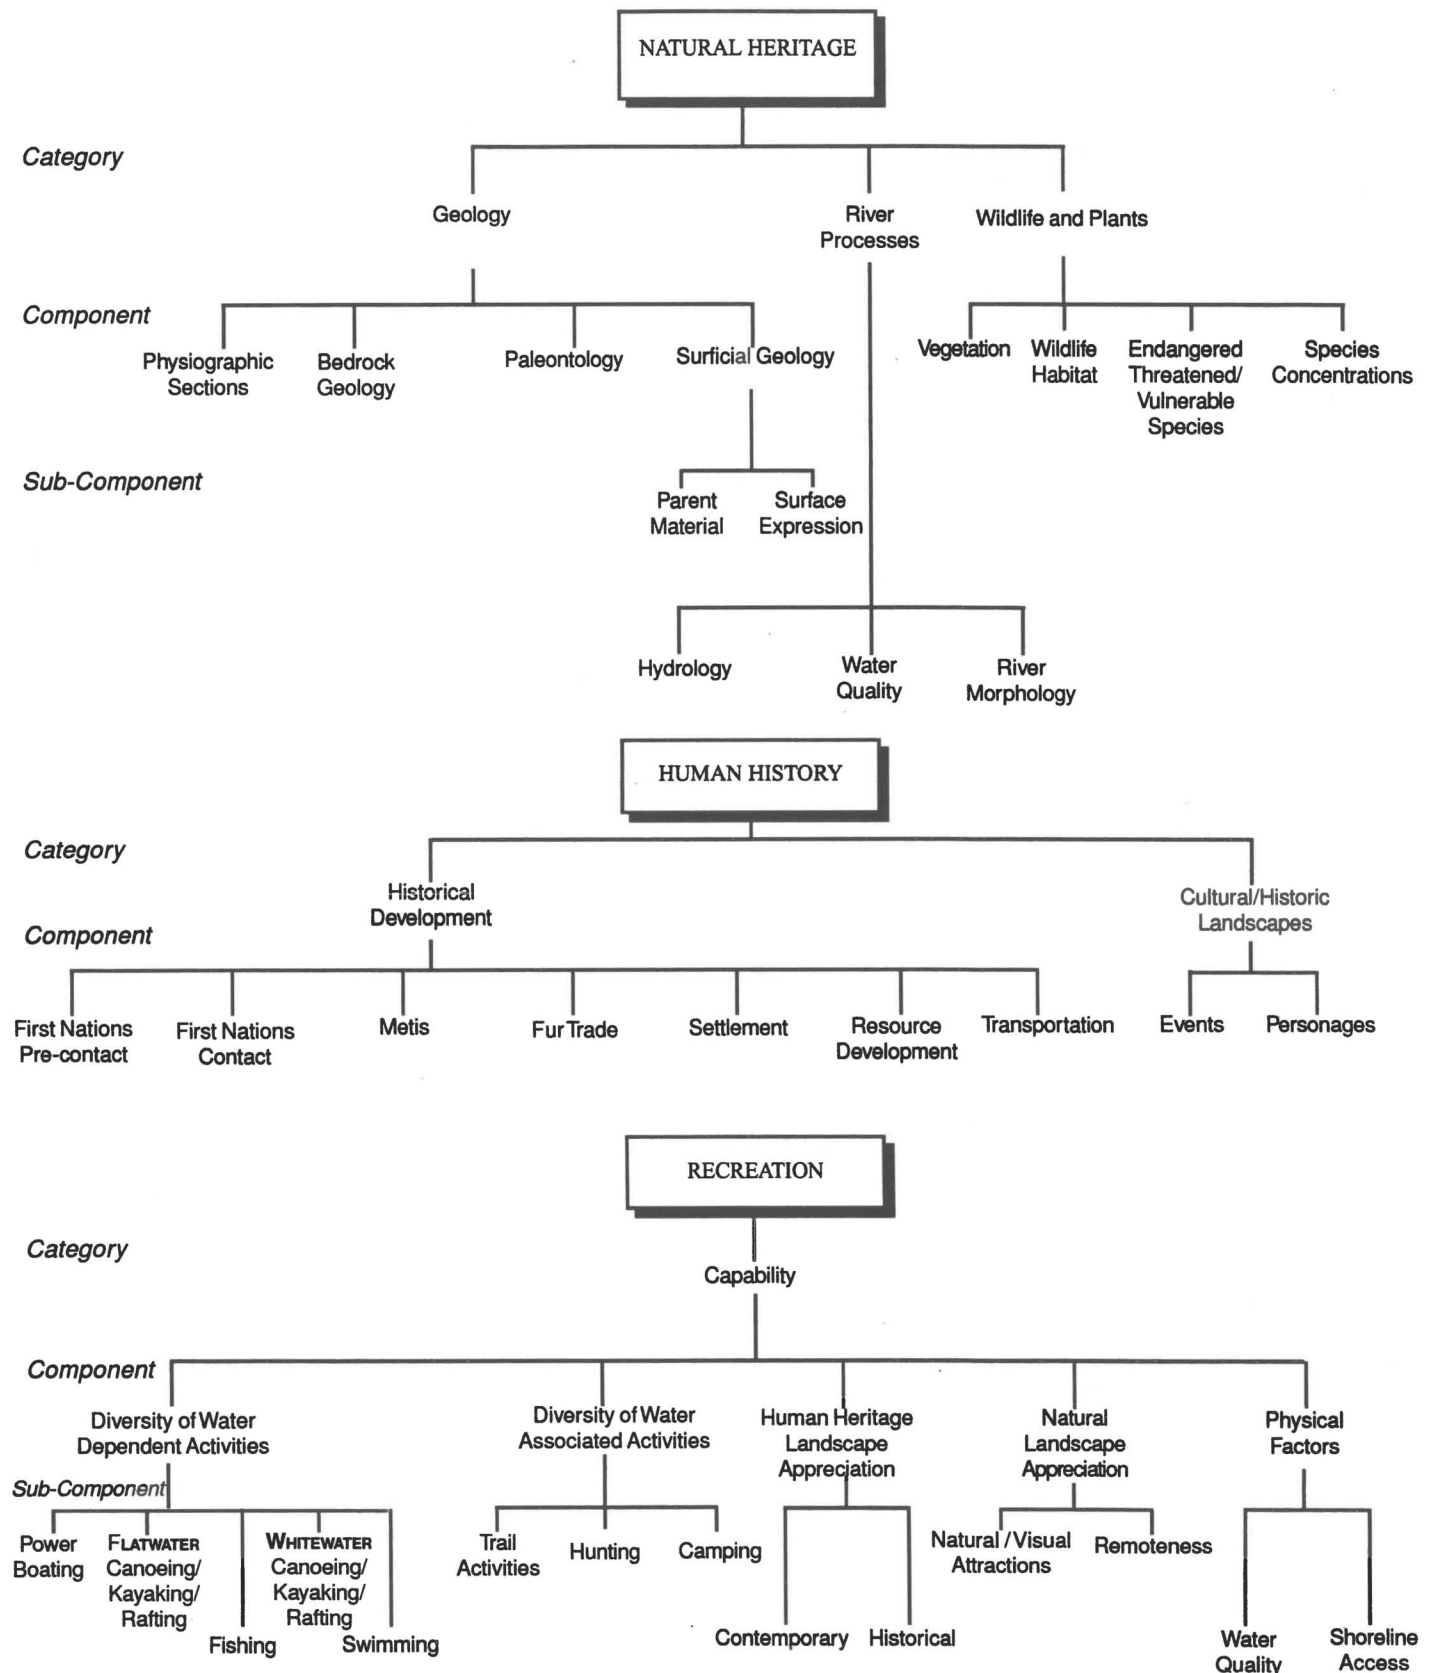 NATURAL HERITAGE
Category
Geology
River
Processes
Wildlife and Plants
Component
Physiographic
Sections
Bedrock
Geology
Paleontology
Surficial Geology
Vegetation
Wildlife
Habitat
Endangered
Threatened/
Vulnerable
Species
Species
Concentrations
Sub-Component
Parent
Material
Surface
Expression
Hydrology
Water
Quality
River
Morphology
HUMAN HISTORY
Category
Historical
Development
Cultural/Historic
Landscapes
Component
First Nations
Pre-contact
First Nations
Contact
Metis
Fur Trade
Settlement
Resource
Development
Transportation
Events
Personages
RECREATION
Category
Capability
Component
Diversity of Water
Dependent Activities
Diversity of Water
Associated Activities
Human Heritage
Landscape
Appreciation
Natural
Landscape
Appreciation
Physical
Factors
Sub-Component
Power
Boating
FLATWATER
Canoeing/
Kayaking/
Rafting
Fishing
WHITEWATER
Canoeing/
Kayaking/
Rafting
Swimming
Trail
Activities
Hunting
Camping
Contemporary
Historical
Natural / Visual
Attractions
Remoteness
Water
Quality
Shoreline
Access